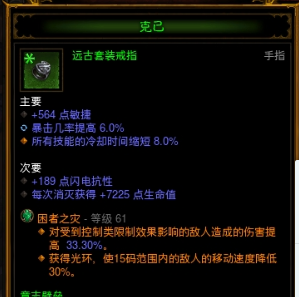 克己
远古套装戒指 手指
主要
+564 点敏捷
暴击几率提高 6.0%
所有技能的冷却时间缩短 8.0%
次要
+189 点闪电抗性
每次消灭获得 +7225 点生命值
困者之灾 - 等级 61
对受到控制类限制效果影响的敌人造成的伤害提
高 33.30%。
获得光环，使15码范围内的敌人的移动速度降低
30%。